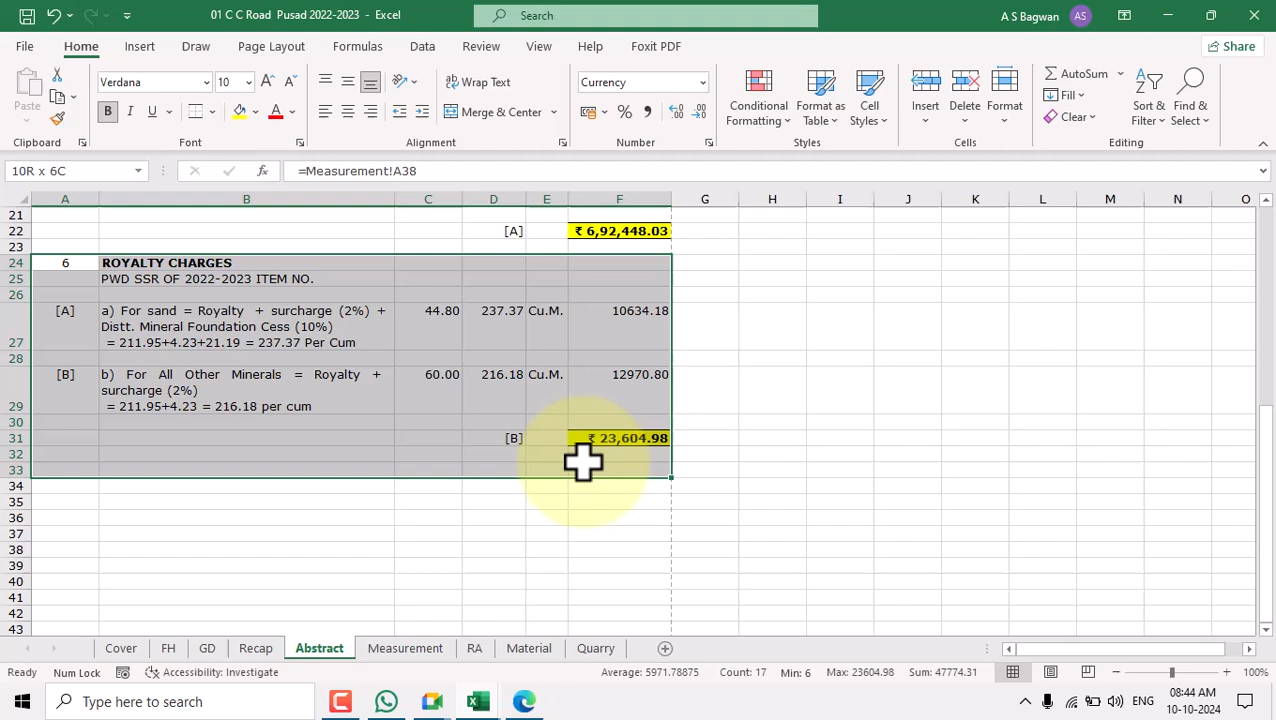 01 C C Road Pusad 2022-2023 - Excel
Search
A S Bagwan
AS
File Home Insert Draw Page Layout Formulas Data Review View Help Foxit PDF
Share
Paste
Clipboard
Verdana 10
B I U
Font
Wrap Text
Merge & Center
Alignment
Currency
Number
Conditional Formatting
Format as Table
Cell Styles
Styles
Insert
Delete
Format
Cells
AutoSum
Fill
Clear
Sort & Filter
Find & Select
Editing
10R x 6C
fx
=Measurement!A38
A B C D E F G H I J K L M N O
21
22 [A] ₹ 6,92,448.03
23
24 6 ROYALTY CHARGES
25 PWD SSR OF 2022-2023 ITEM NO.
26
[A] a) For sand = Royalty + surcharge (2%) + 44.80 237.37 Cu.M. 10634.18
Distt. Mineral Foundation Cess (10%)
27 = 211.95+4.23+21.19 = 237.37 Per Cum
28
[B] b) For All Other Minerals = Royalty + 60.00 216.18 Cu.M. 12970.80
surcharge (2%)
29 = 211.95+4.23 = 216.18 per cum
30
31 [B] ₹ 23,604.98
32
33
34
35
36
37
38
39
40
41
42
43
Cover FH GD Recap Abstract Measurement RA Material Quarry
Ready Num Lock Accessibility: Investigate Average: 5971.78875 Count: 17 Min: 6 Max: 23604.98 Sum: 47774.31 100%
Type here to search
ENG
08:44 AM
10-10-2024